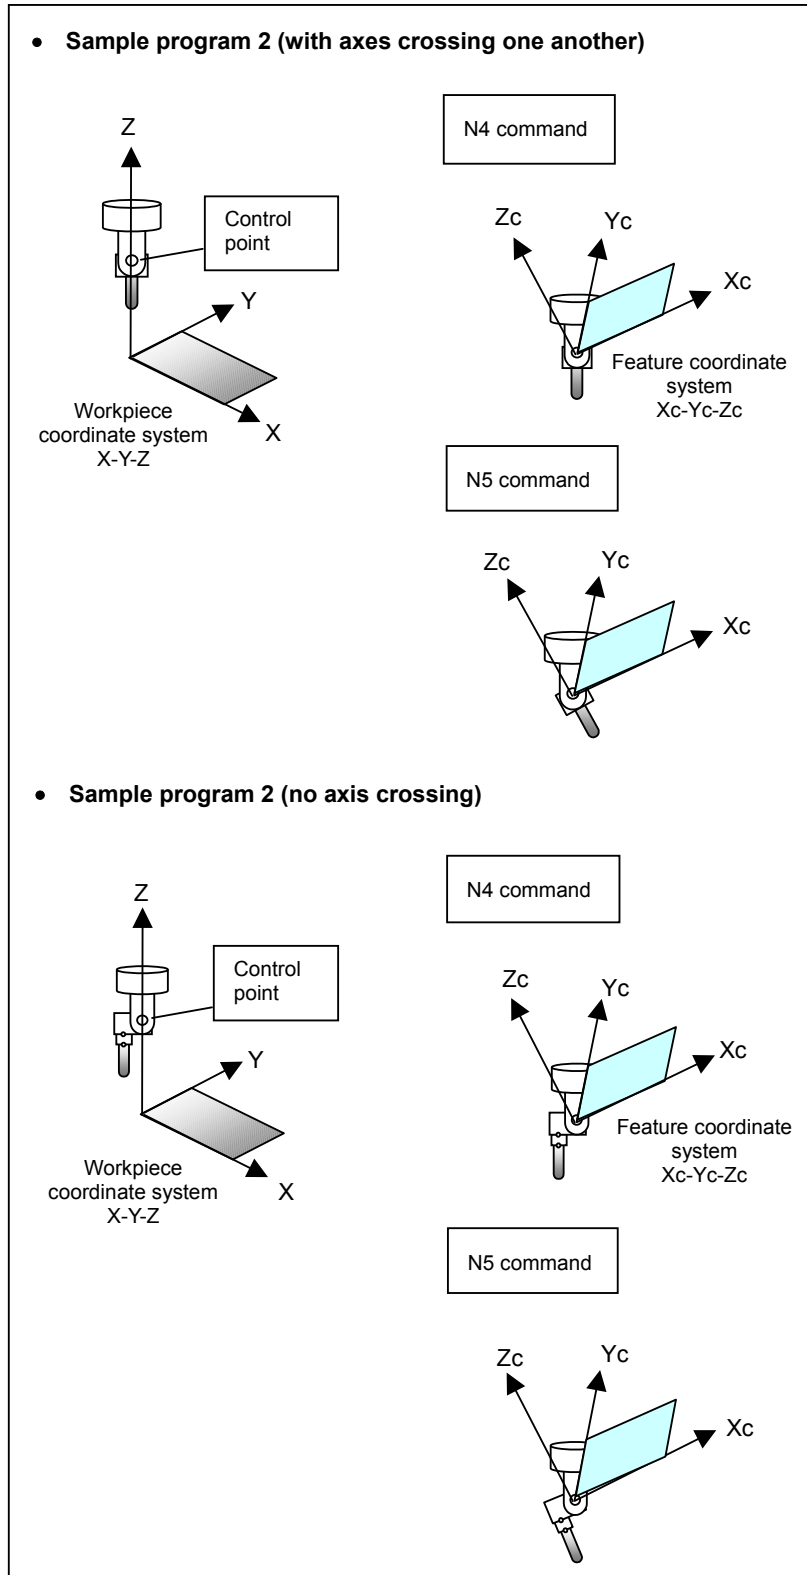 • Sample program 2 (with axes crossing one another)
N4 command
Z
Control
point
Y
X
Workpiece
coordinate system
X-Y-Z
Zc
Yc
Xc
Feature coordinate
system
Xc-Yc-Zc
N5 command
Zc
Yc
Xc
• Sample program 2 (no axis crossing)
N4 command
Z
Control
point
Y
X
Workpiece
coordinate system
X-Y-Z
Zc
Yc
Xc
Feature coordinate
system
Xc-Yc-Zc
N5 command
Zc
Yc
Xc